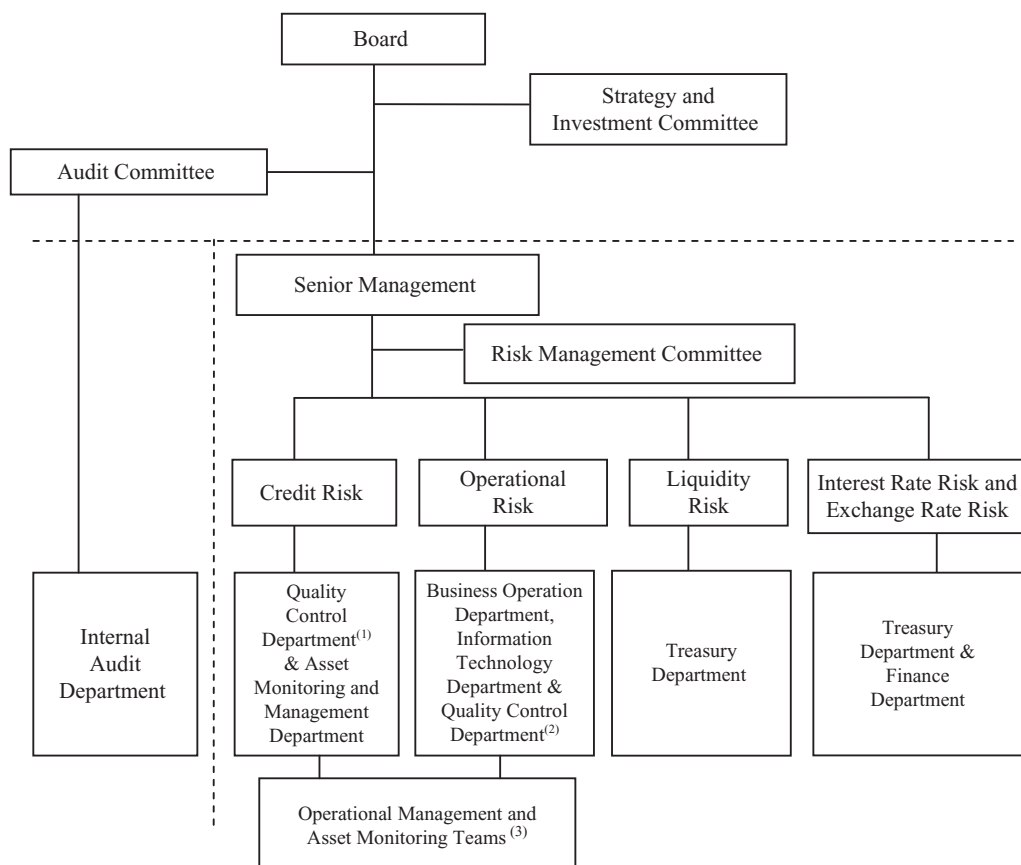 Board
Strategy and
Investment Committee
Audit Committee
Senior Management
Risk Management Committee
Credit Risk
Operational
Risk
Liquidity
Risk
Interest Rate Risk and
Exchange Rate Risk
Internal
Audit
Department
Quality
Control
Department(1)
& Asset
Monitoring and
Management
Department
Business Operation
Department,
Information
Technology
Department &
Quality Control
Department(2)
Treasury
Department
Treasury
Department &
Finance
Department
Operational Management and
Asset Monitoring Teams (3)